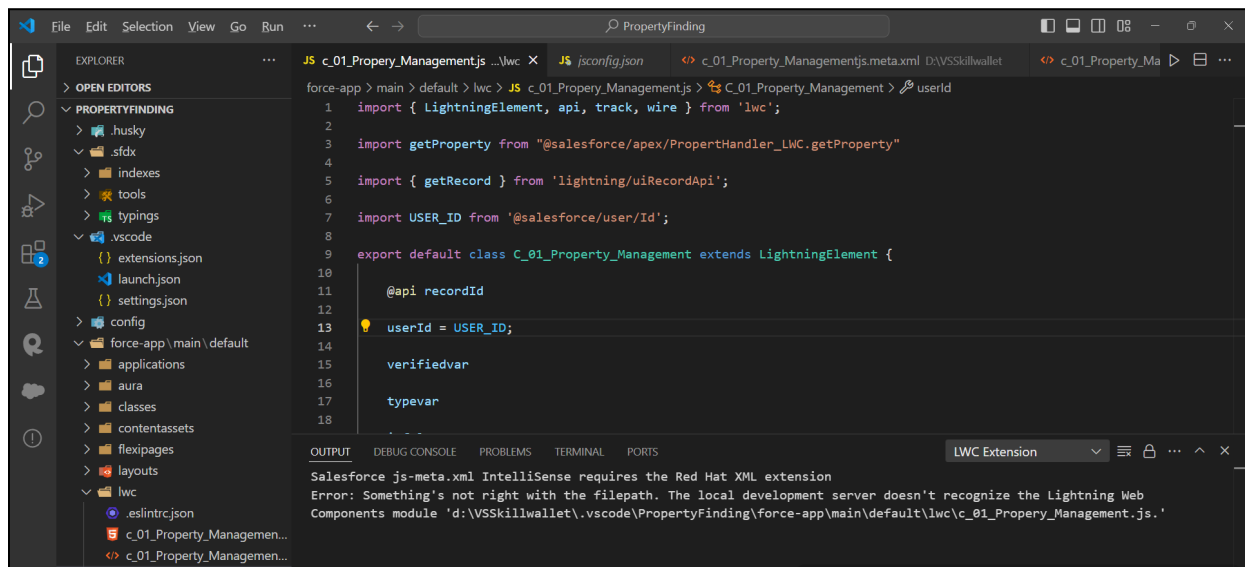 File Edit Selection View Go Run ··· ← → PropertyFinding
EXPLORER ···
> OPEN EDITORS
PROPERTYFINDING
.husky
.sfdx
indexes
tools
typings
.vscode
{ } extensions.json
launch.json
{ } settings.json
config
force-app\main\default
applications
aura
classes
contentassets
flexipages
layouts
lwc
.eslintrc.json
c_01_Property_Managemen...
c_01_Property_Managemen...
2
JS c_01_Propery_Management.js ...\lwc × JS jsconfig.json c_01_Property_Managementjs.meta.xml D:\VSSkillwallet c_01_Property_Ma ···
force-app > main > default > lwc > JS c_01_Propery_Management.js > C_01_Property_Management > userId
1 import { LightningElement, api, track, wire } from 'lwc';
2
3 import getProperty from "@salesforce/apex/PropertHandler_LWC.getProperty"
4
5 import { getRecord } from 'lightning/uiRecordApi';
6
7 import USER_ID from '@salesforce/user/Id';
8
9 export default class C_01_Property_Management extends LightningElement {
10
11 @api recordId
12
13 userId = USER_ID;
14
15 verifiedvar
16
17 typevar
18
OUTPUT DEBUG CONSOLE PROBLEMS TERMINAL PORTS LWC Extension ···
Salesforce js-meta.xml IntelliSense requires the Red Hat XML extension
Error: Something's not right with the filepath. The local development server doesn't recognize the Lightning Web
Components module 'd:\VSSkillwallet\.vscode\PropertyFinding\force-app\main\default\lwc\c_01_Propery_Management.js.'